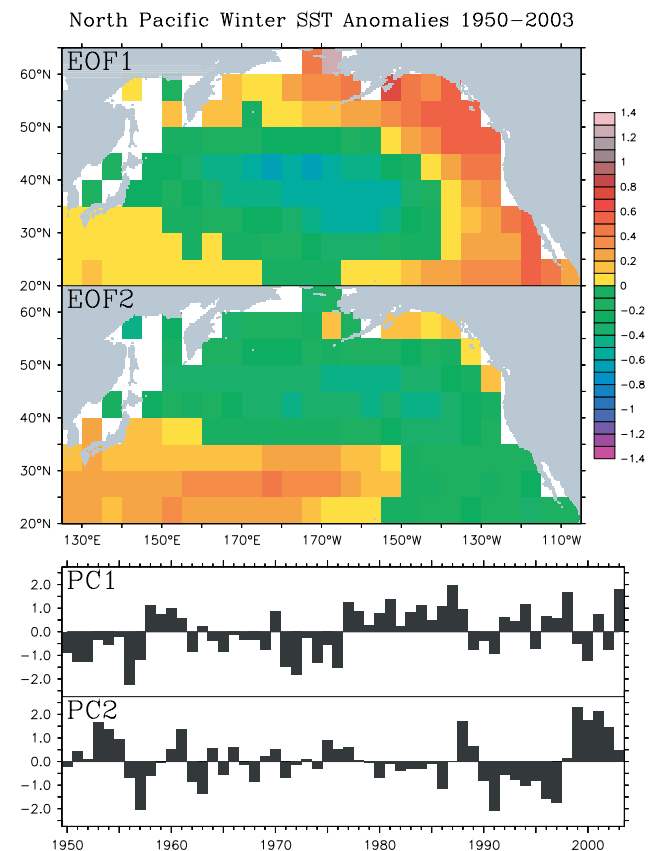 North Pacific Winter SST Anomalies 1950−2003
EOF1
60°N
50°N
40°N
30°N
20°N
EOF2
60°N
50°N
40°N
30°N
20°N
130°E 150°E 170°E 170°W 150°W 130°W 110°W
1.4
1.2
1
0.8
0.6
0.4
0.2
0
−0.2
−0.4
−0.6
−0.8
−1
−1.2
−1.4
PC1
2.0
1.0
0.0
−1.0
−2.0
PC2
2.0
1.0
0.0
−1.0
−2.0
1950 1960 1970 1980 1990 2000